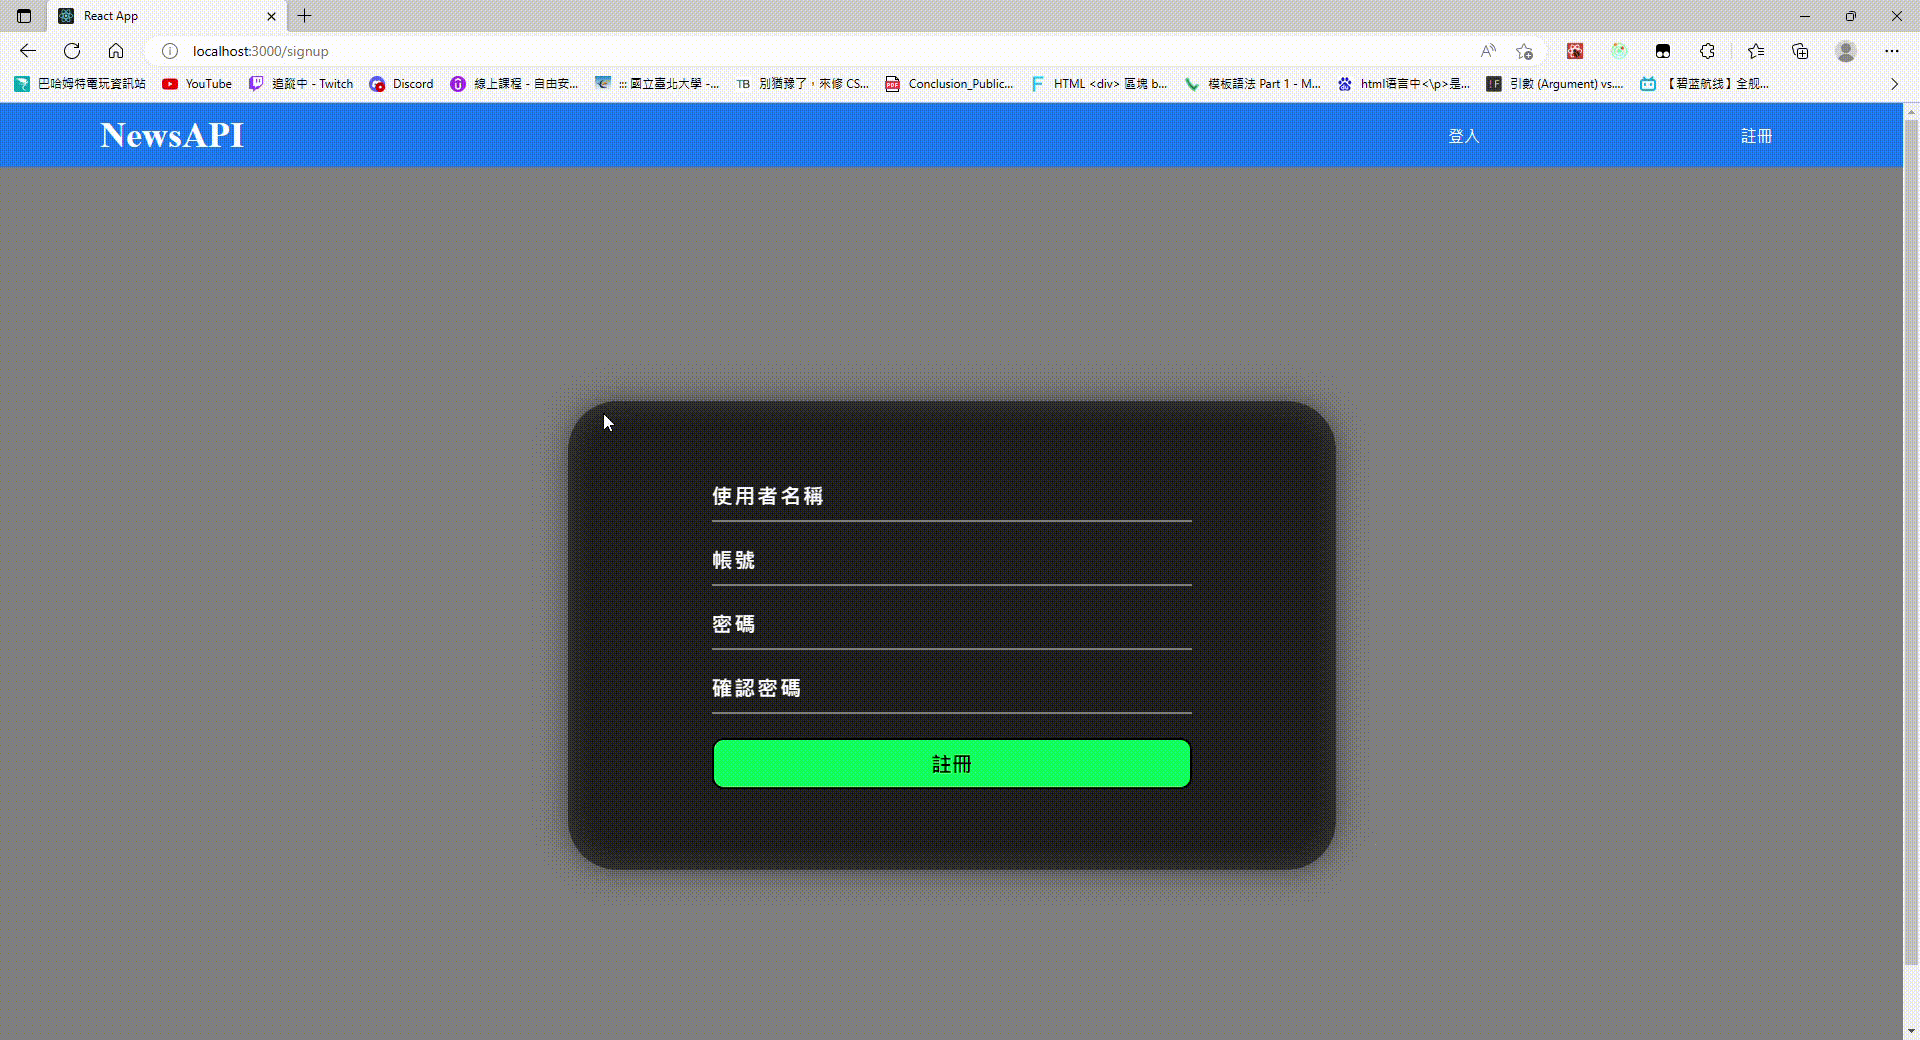 React App
localhost:3000/signup
巴哈姆特電玩資訊站 YouTube 追蹤中 - Twitch Discord 線上課程 - 自由安... ::: 國立臺北大學 -... TB 別猶豫了，來修 CS... Conclusion_Public... HTML <div> 區塊 b... 模板語法 Part 1 - M... html语言中<\p>是... 引數 (Argument) vs.... 【碧蓝航线】全舰...
NewsAPI 登入 註冊
使用者名稱
帳號
密碼
確認密碼
註冊